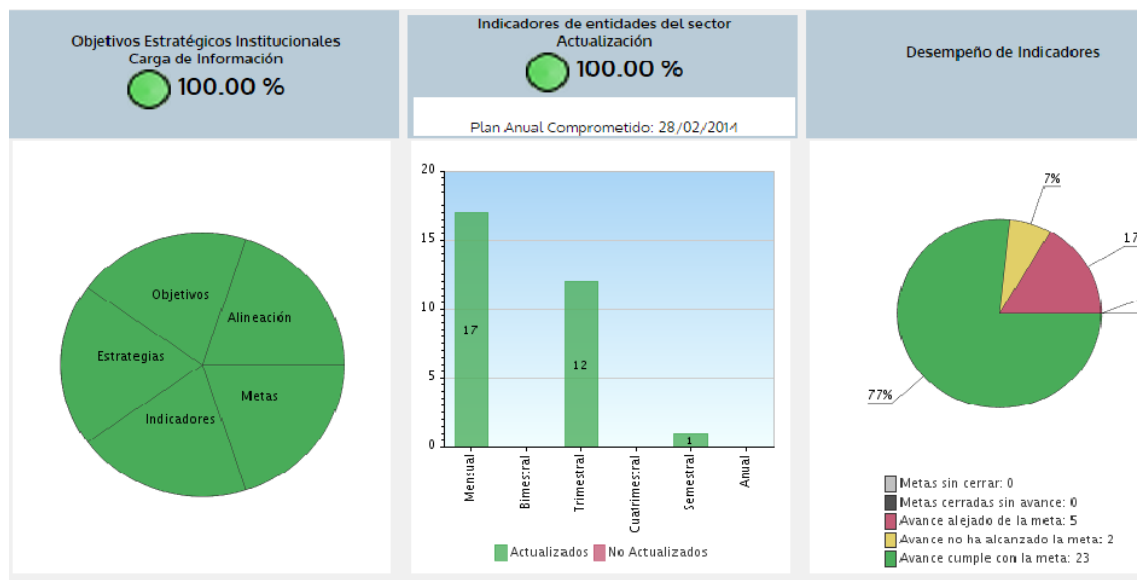 Objetivos Estratégicos Institucionales
Carga de Información
100.00 %
Indicadores de entidades del sector
Actualización
100.00 %
Plan Anual Comprometido: 28/02/2014
Desempeño de Indicadores
Objetivos
Alineación
Estrategias
Metas
Indicadores
20
15
10
5
0
17
12
1
Mensual
Bimestral
Trimestral
Cuatrimestral
Semestral
Anual
Actualizados
No Actualizados
7%
17
77%
Metas sin cerrar: 0
Metas cerradas sin avance: 0
Avance alejado de la meta: 5
Avance no ha alcanzado la meta: 2
Avance cumple con la meta: 23